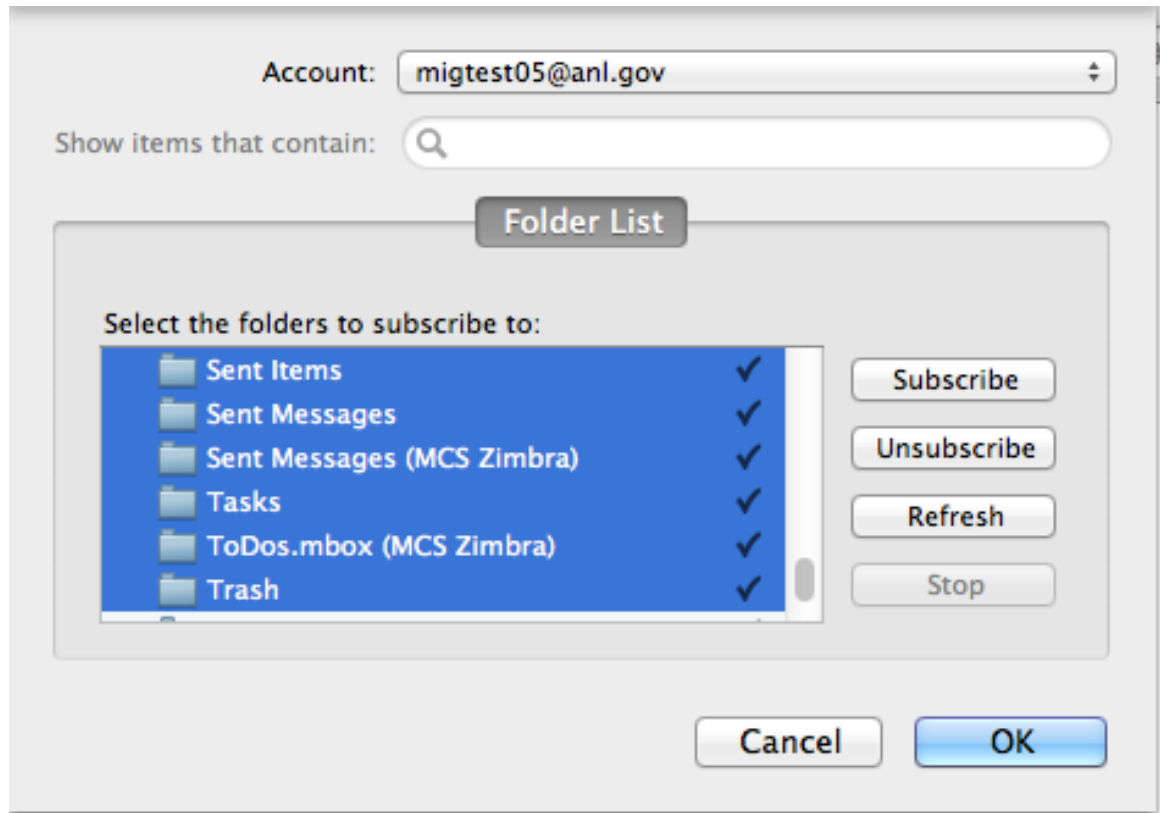 Account: migtest05@anl.gov
Show items that contain:
Folder List
Select the folders to subscribe to:
Sent Items
Sent Messages
Sent Messages (MCS Zimbra)
Tasks
ToDos.mbox (MCS Zimbra)
Trash
Subscribe
Unsubscribe
Refresh
Stop
Cancel
OK